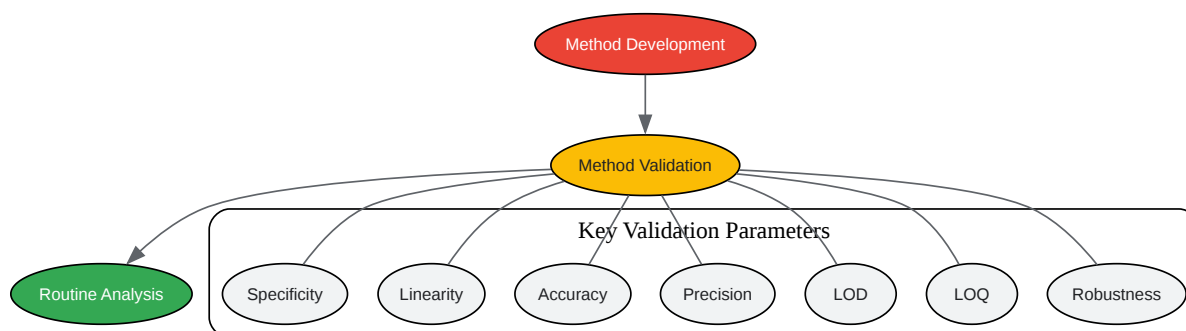 Method Development
Method Validation
Key Validation Parameters
Routine Analysis
Specificity
Linearity
Accuracy
Precision
LOD
LOQ
Robustness